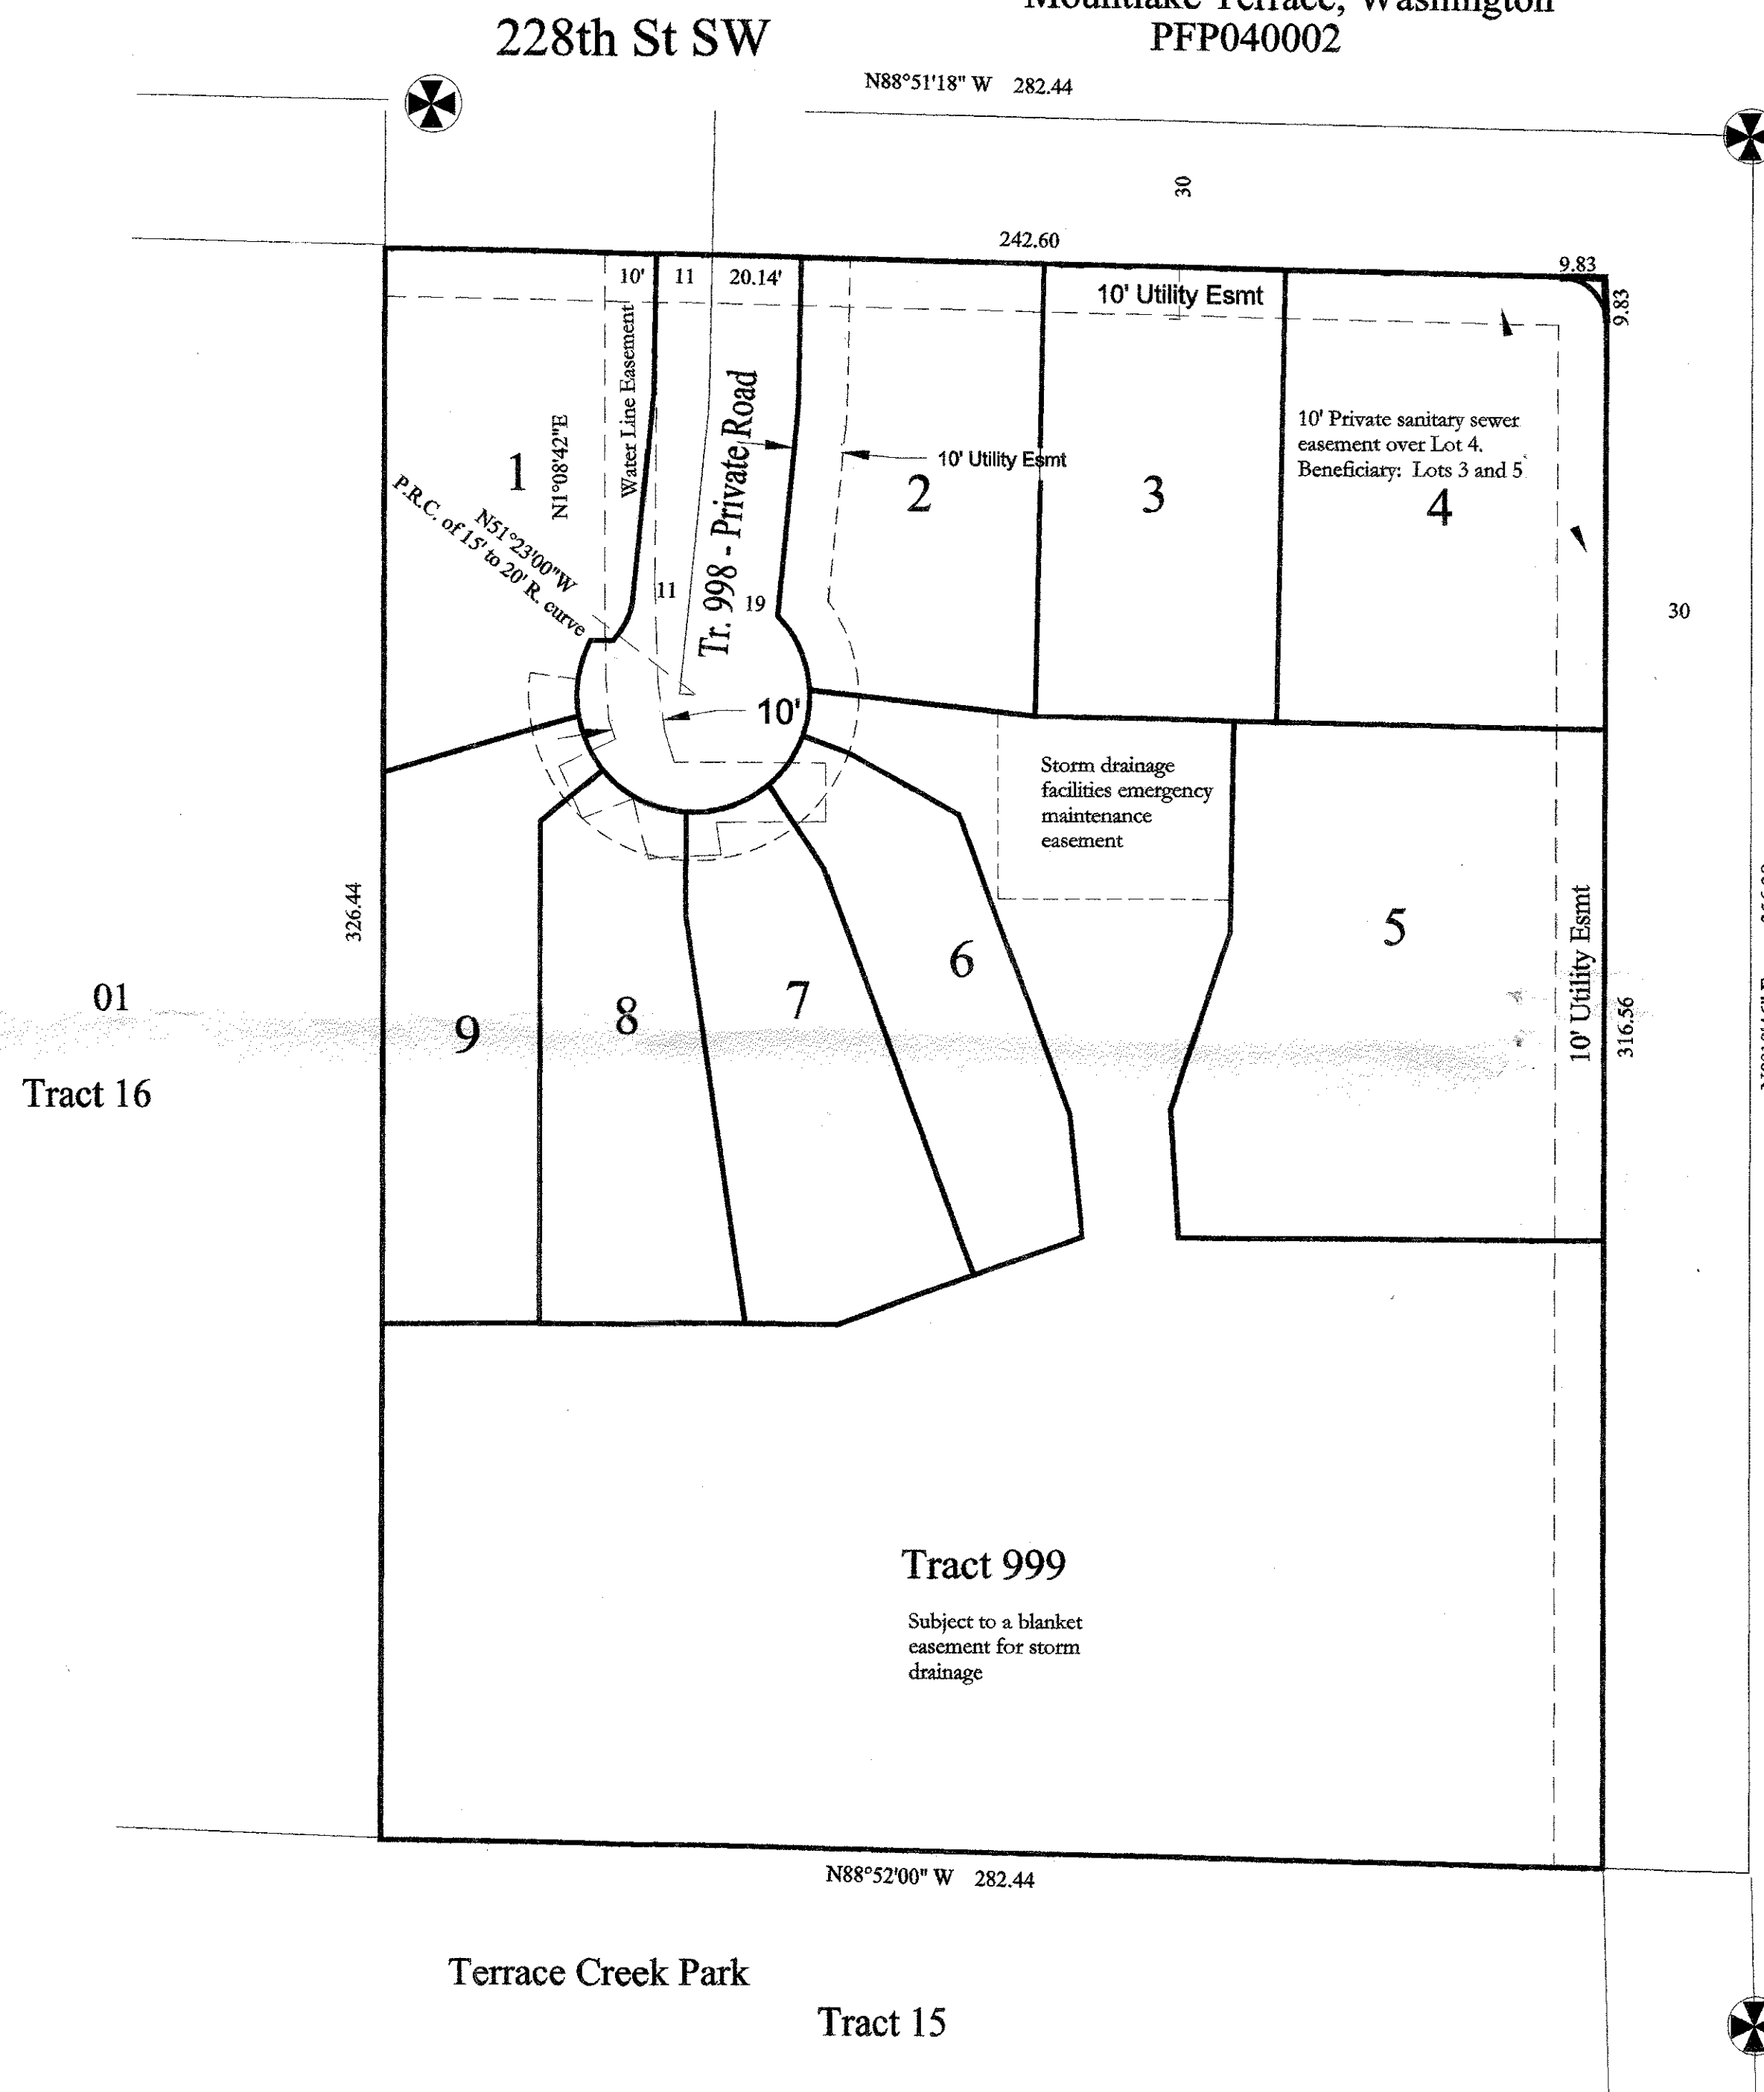 228th St SW
Mountlake Terrace, Washington
PFP040002
N88°51'18" W 282.44
30
242.60
9.83
9.83
10'
11
20.14'
10' Utility Esmt
Water Line Easement
N1°08'42"E
1
Tr. 998 - Private Road
10' Utility Esmt
2
3
10' Private sanitary sewer
easement over Lot 4.
Beneficiary: Lots 3 and 5
4
N51°23'00"W
P.R.C. of 15' to 20' R. curve
11
19
30
10'
Storm drainage
facilities emergency
maintenance
easement
326.44
5
10' Utility Esmt
316.56
6
7
8
9
01
Tract 16
Tract 999
Subject to a blanket
easement for storm
drainage
N88°52'00" W 282.44
Terrace Creek Park
Tract 15